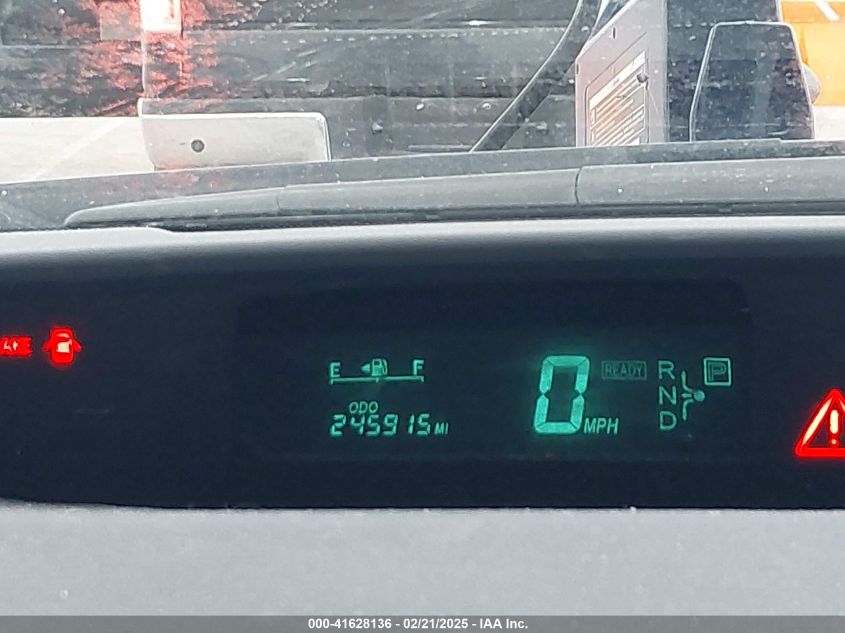 E F
ODO
245915 MI
0 MPH
READY
R
N
D
P
000-41628136 - 02/21/2025 - IAA Inc.